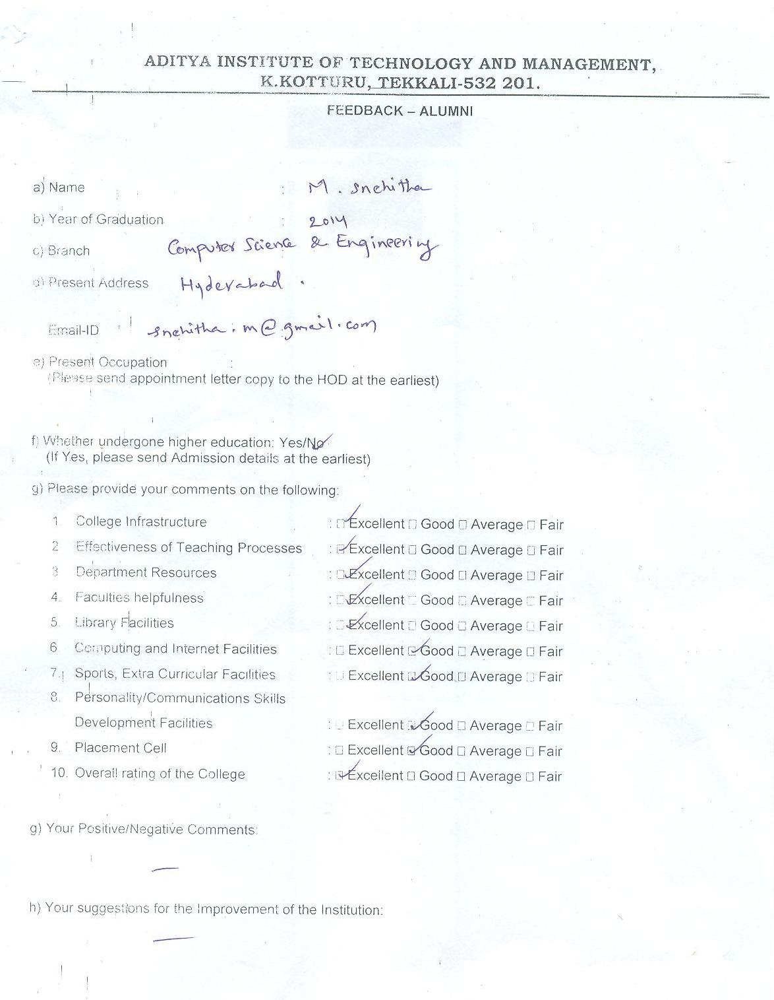 ADITYA INSTITUTE OF TECHNOLOGY AND MANAGEMENT,
K.KOTTURU, TEKKALI-532 201.
FEEDBACK – ALUMNI
a) Name : M. Snehitha
b) Year of Graduation : 2014
c) Branch Computer Science & Engineering
d) Present Address Hyderabad.
Email-ID : snehitha.m@gmail.com
e) Present Occupation :
(Please send appointment letter copy to the HOD at the earliest)
f) Whether undergone higher education: Yes/No ✓
(If Yes, please send Admission details at the earliest)
g) Please provide your comments on the following:
1 College Infrastructure : ☑ Excellent ☐ Good ☐ Average ☐ Fair
2 Effectiveness of Teaching Processes : ☑ Excellent ☐ Good ☐ Average ☐ Fair
3 Department Resources : ☑ Excellent ☐ Good ☐ Average ☐ Fair
4. Faculties helpfulness : ☑ Excellent ☐ Good ☐ Average ☐ Fair
5. Library Facilities : ☑ Excellent ☐ Good ☐ Average ☐ Fair
6. Computing and Internet Facilities : ☐ Excellent ☑ Good ☐ Average ☐ Fair
7. Sports, Extra Curricular Facilities : ☐ Excellent ☑ Good ☐ Average ☐ Fair
8. Personality/Communications Skills
Development Facilities : ☐ Excellent ☑ Good ☐ Average ☐ Fair
9. Placement Cell : ☐ Excellent ☑ Good ☐ Average ☐ Fair
10. Overall rating of the College : ☑ Excellent ☐ Good ☐ Average ☐ Fair
g) Your Positive/Negative Comments:
—
h) Your suggestions for the Improvement of the Institution:
—